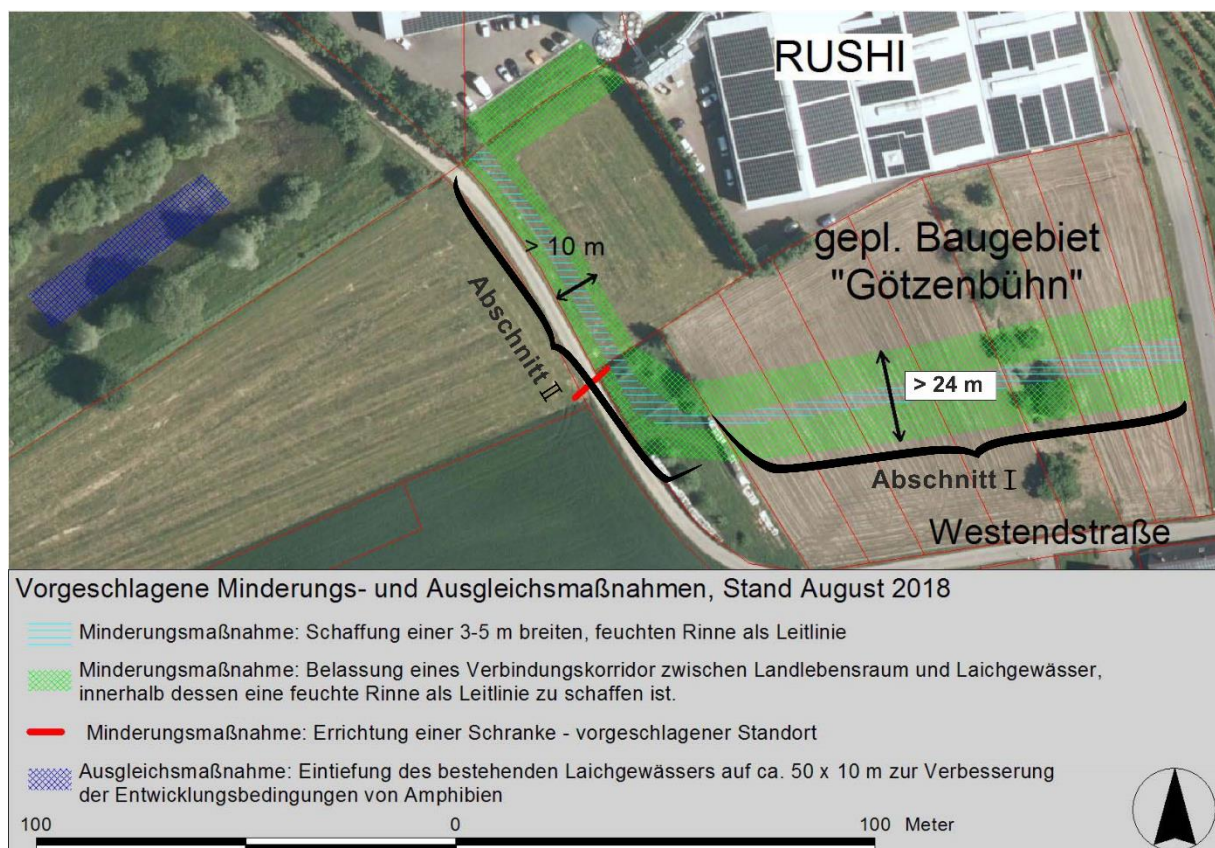 RUSHI
gepl. Baugebiet
"Götzenbühn"
> 10 m
Abschnitt II
> 24 m
Abschnitt I
Westendstraße
Vorgeschlagene Minderungs- und Ausgleichsmaßnahmen, Stand August 2018
Minderungsmaßnahme: Schaffung einer 3-5 m breiten, feuchten Rinne als Leitlinie
Minderungsmaßnahme: Belassung eines Verbindungskorridor zwischen Landlebensraum und Laichgewässer,
innerhalb dessen eine feuchte Rinne als Leitlinie zu schaffen ist.
Minderungsmaßnahme: Errichtung einer Schranke - vorgeschlagener Standort
Ausgleichsmaßnahme: Eintiefung des bestehenden Laichgewässers auf ca. 50 x 10 m zur Verbesserung
der Entwicklungsbedingungen von Amphibien
100 0 100 Meter